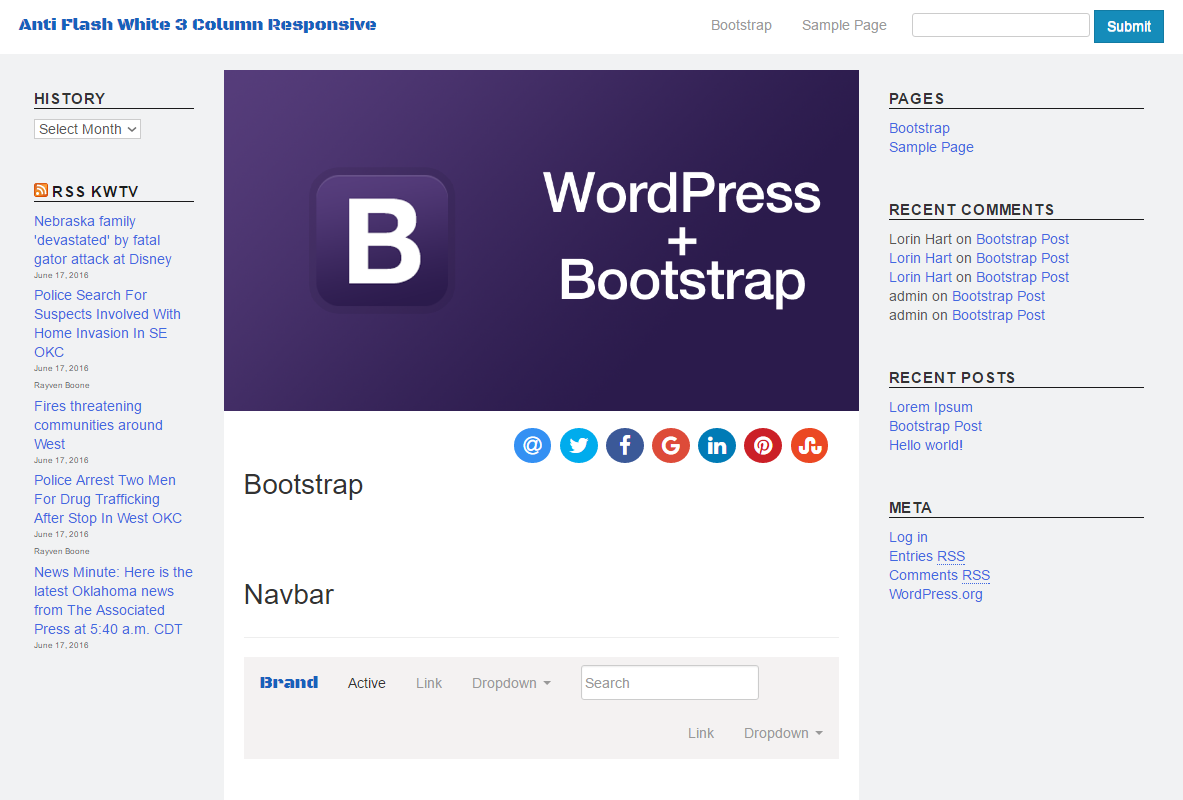 Anti Flash White 3 Column Responsive
Bootstrap
Sample Page
Submit
HISTORY
Select Month
RSS KWTV
Nebraska family
'devastated' by fatal
gator attack at Disney
June 17, 2016
Police Search For
Suspects Involved With
Home Invasion In SE
OKC
June 17, 2016
Rayven Boone
Fires threatening
communities around
West
June 17, 2016
Police Arrest Two Men
For Drug Trafficking
After Stop In West OKC
June 17, 2016
Rayven Boone
News Minute: Here is the
latest Oklahoma news
from The Associated
Press at 5:40 a.m. CDT
June 17, 2016
B
WordPress
+
Bootstrap
Bootstrap
Navbar
Brand
Active
Link
Dropdown
Search
Link
Dropdown
PAGES
Bootstrap
Sample Page
RECENT COMMENTS
Lorin Hart on Bootstrap Post
Lorin Hart on Bootstrap Post
Lorin Hart on Bootstrap Post
admin on Bootstrap Post
admin on Bootstrap Post
RECENT POSTS
Lorem Ipsum
Bootstrap Post
Hello world!
META
Log in
Entries RSS
Comments RSS
WordPress.org